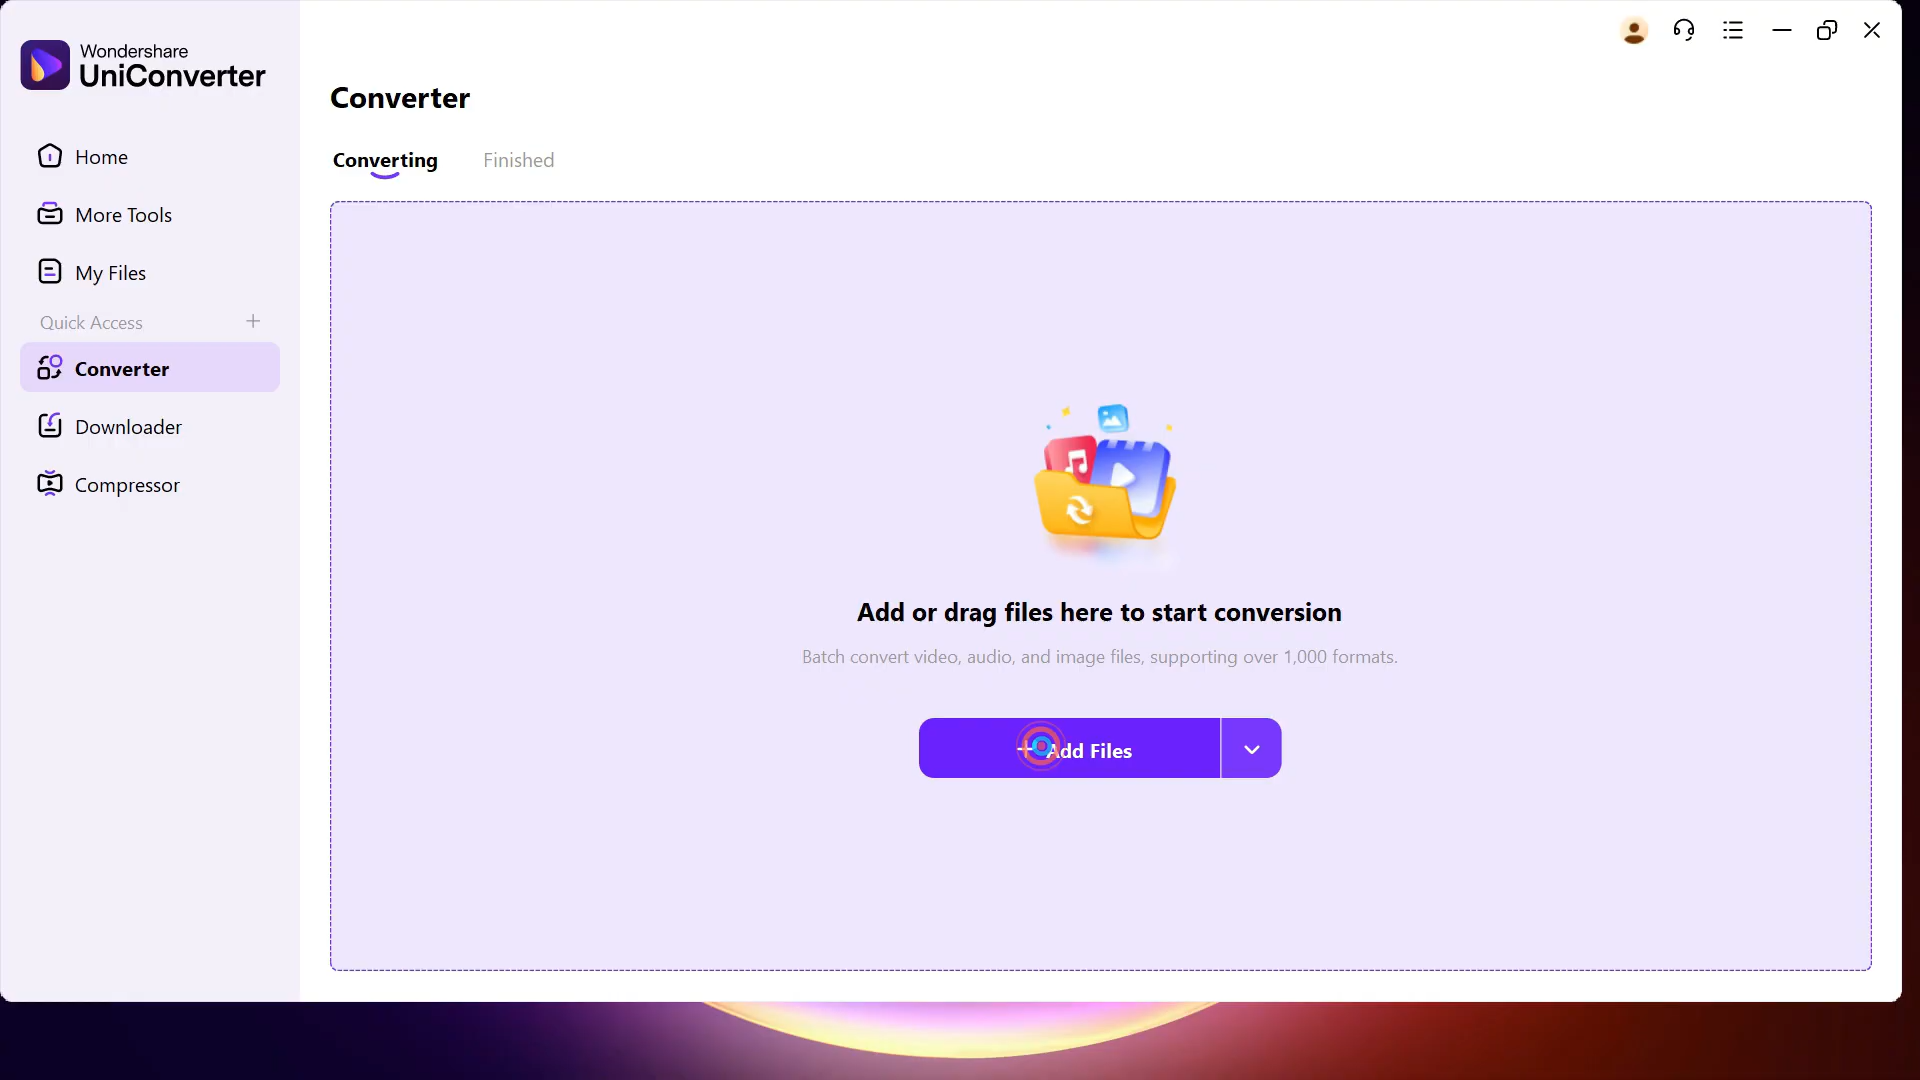 Wondershare
UniConverter
Home
More Tools
My Files
Quick Access
Converter
Downloader
Compressor
Converter
Converting
Finished
Add or drag files here to start conversion
Batch convert video, audio, and image files, supporting over 1,000 formats.
+ Add Files